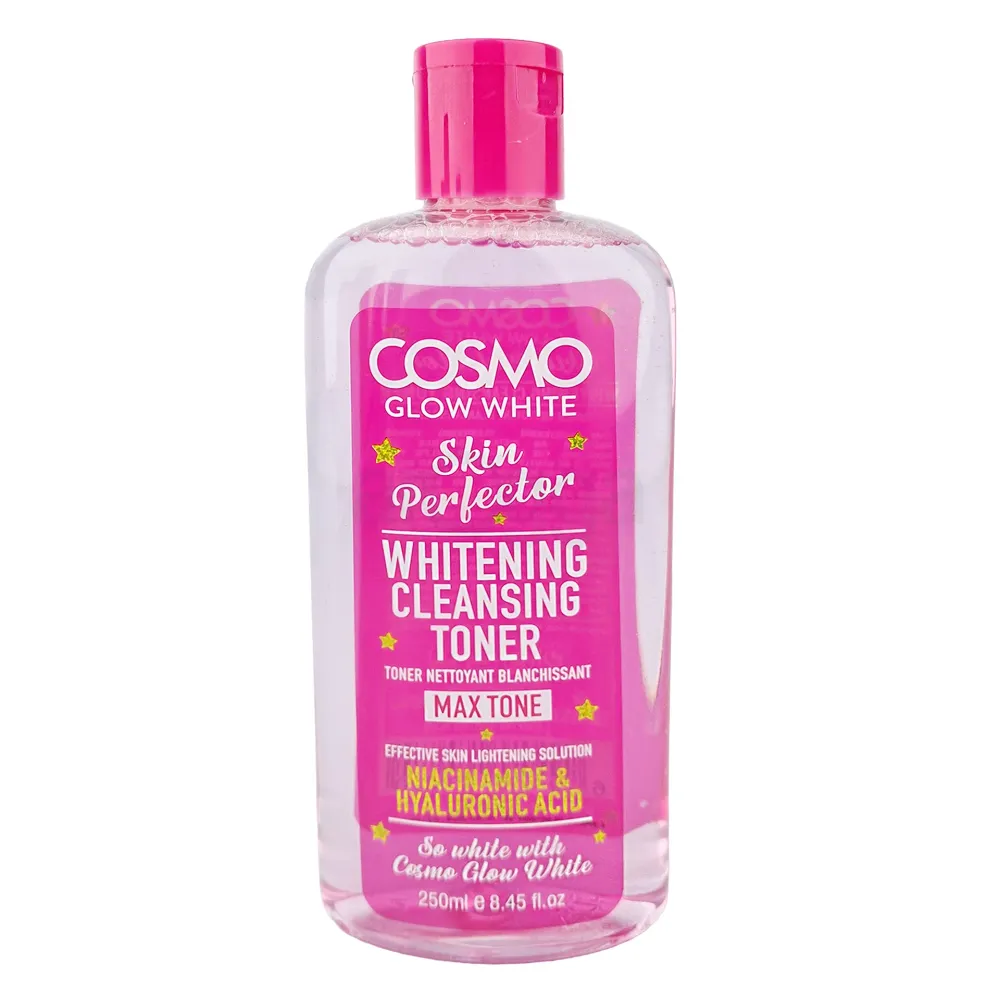 COSMO
GLOW WHITE
Skin
Perfector
WHITENING
CLEANSING
TONER
TONER NETTOYANT BLANCHISSANT
MAX TONE
EFFECTIVE SKIN LIGHTENING SOLUTION
NIACINAMIDE &
HYALURONIC ACID
So white with
Cosmo Glow White
250ml e 8.45 fl.oz